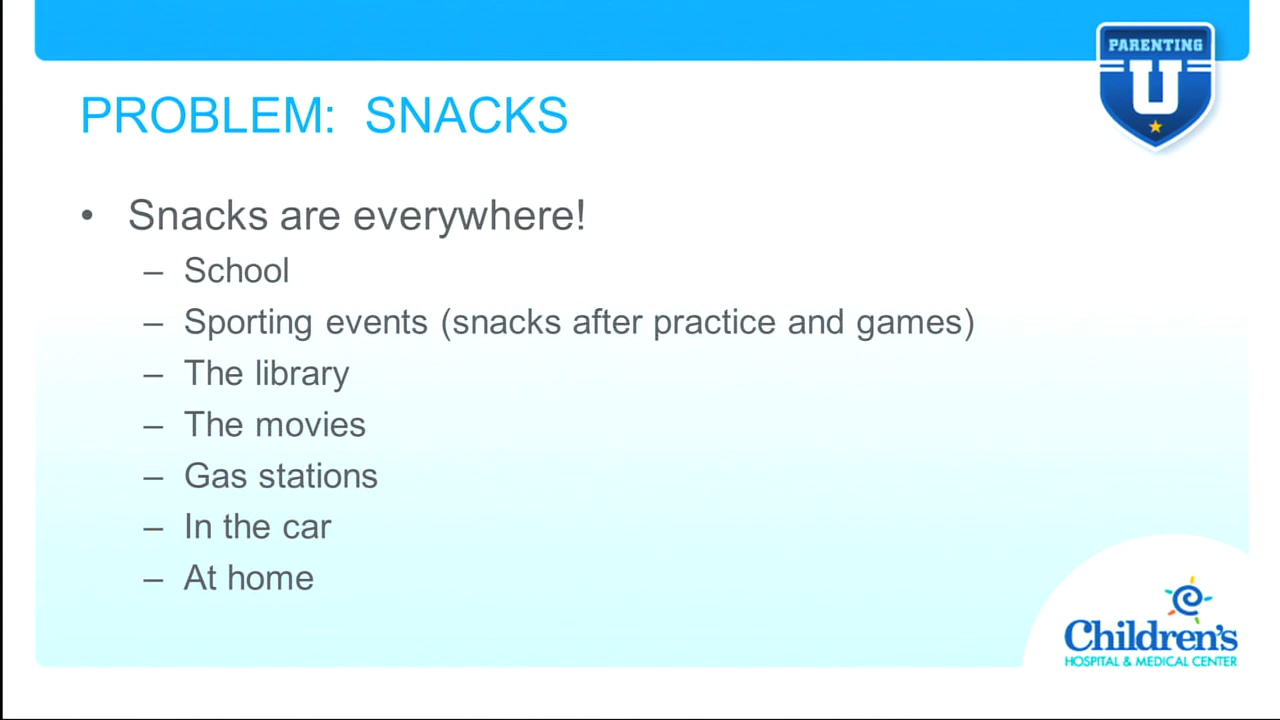 PARENTING
U
PROBLEM: SNACKS
• Snacks are everywhere!
– School
– Sporting events (snacks after practice and games)
– The library
– The movies
– Gas stations
– In the car
– At home
Children's
HOSPITAL & MEDICAL CENTER